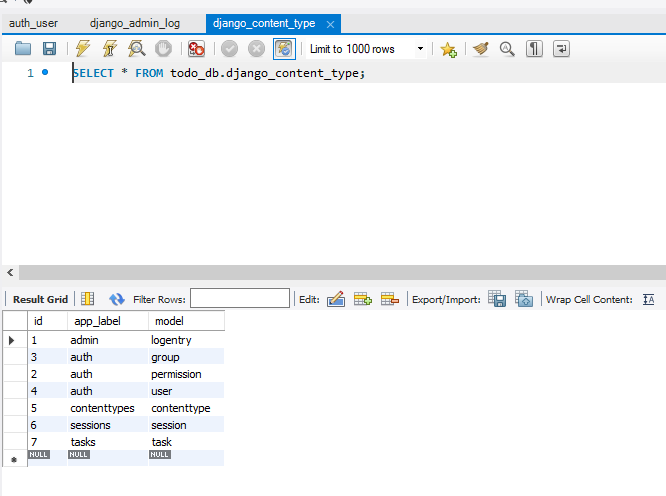 auth_user django_admin_log django_content_type
Limit to 1000 rows
1 SELECT * FROM todo_db.django_content_type;
Result Grid Filter Rows: Edit: Export/Import: Wrap Cell Content: IA
id app_label model
1 admin logentry
3 auth group
2 auth permission
4 auth user
5 contenttypes contenttype
6 sessions session
7 tasks task
NULL NULL NULL